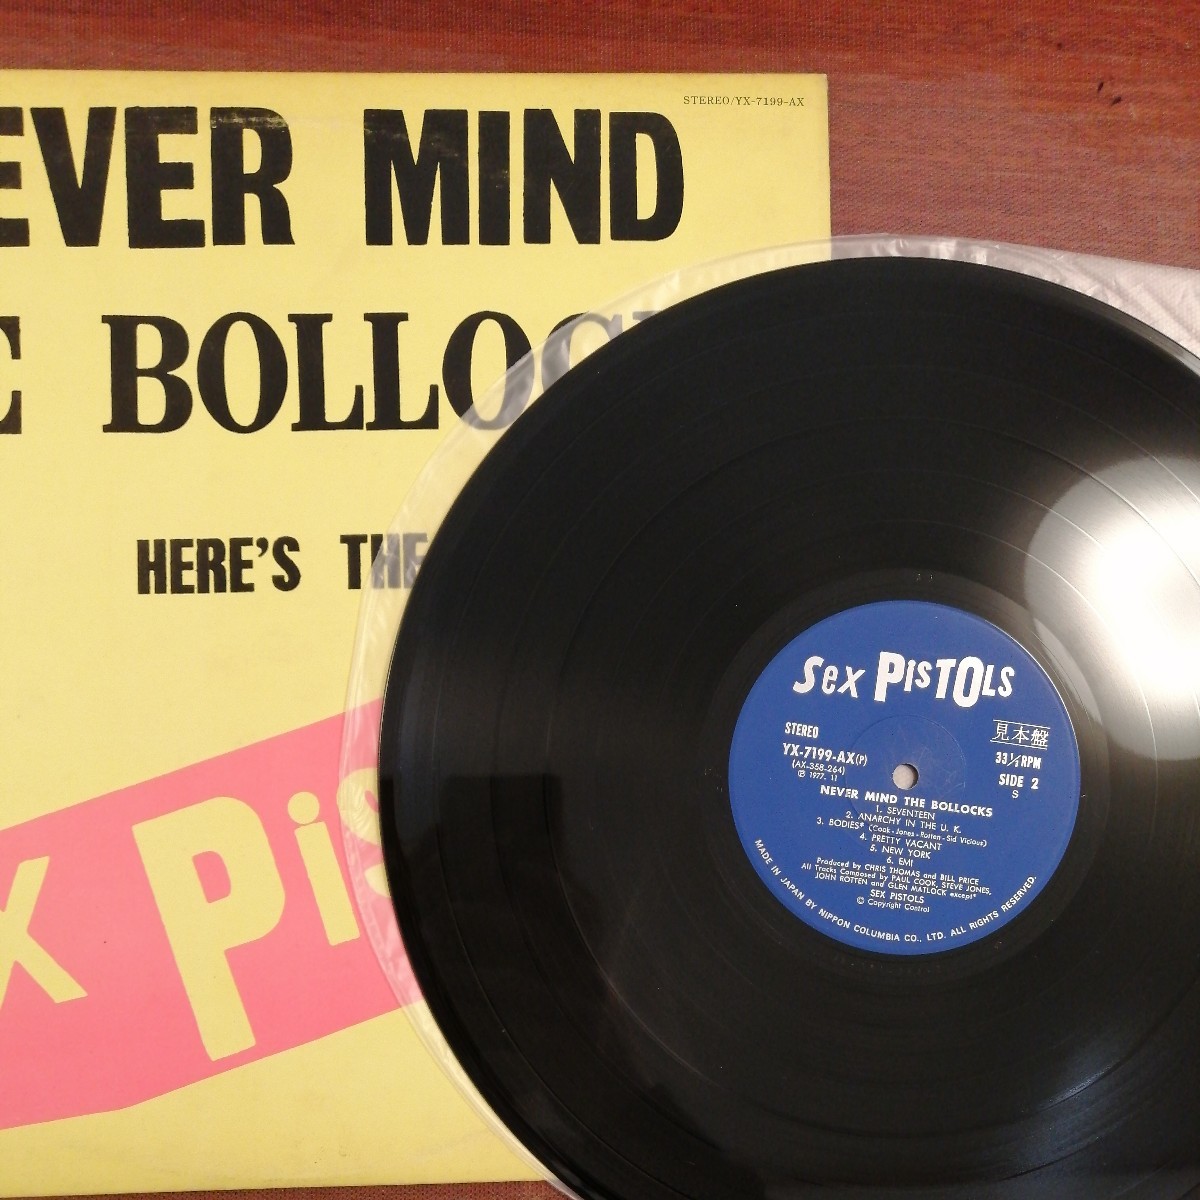 STEREO/YX-7199-AX
EVER MIND
E BOLLOC
HERE'S THE
X Pis
Sex PisTOLs
STEREO
YX-7199-AX(P)
(AX-358-264)
Ⓟ 1977. 11
見本盤
33⅓RPM
SIDE 2
S
NEVER MIND THE BOLLOCKS
1. SEVENTEEN
2. ANARCHY IN THE U. K.
3. BODIES* (Cook-Jones-Rotten-Sid Vicious)
4. PRETTY VACANT
5. NEW YORK
6. EMI
Produced by CHRIS THOMAS and BILL PRICE
All Tracks Composed by PAUL COOK, STEVE JONES,
JOHN ROTTEN and GLEN MATLOCK except*
SEX PISTOLS
© Copyright Control
MADE IN JAPAN BY NIPPON COLUMBIA CO., LTD. ALL RIGHTS RESERVED.